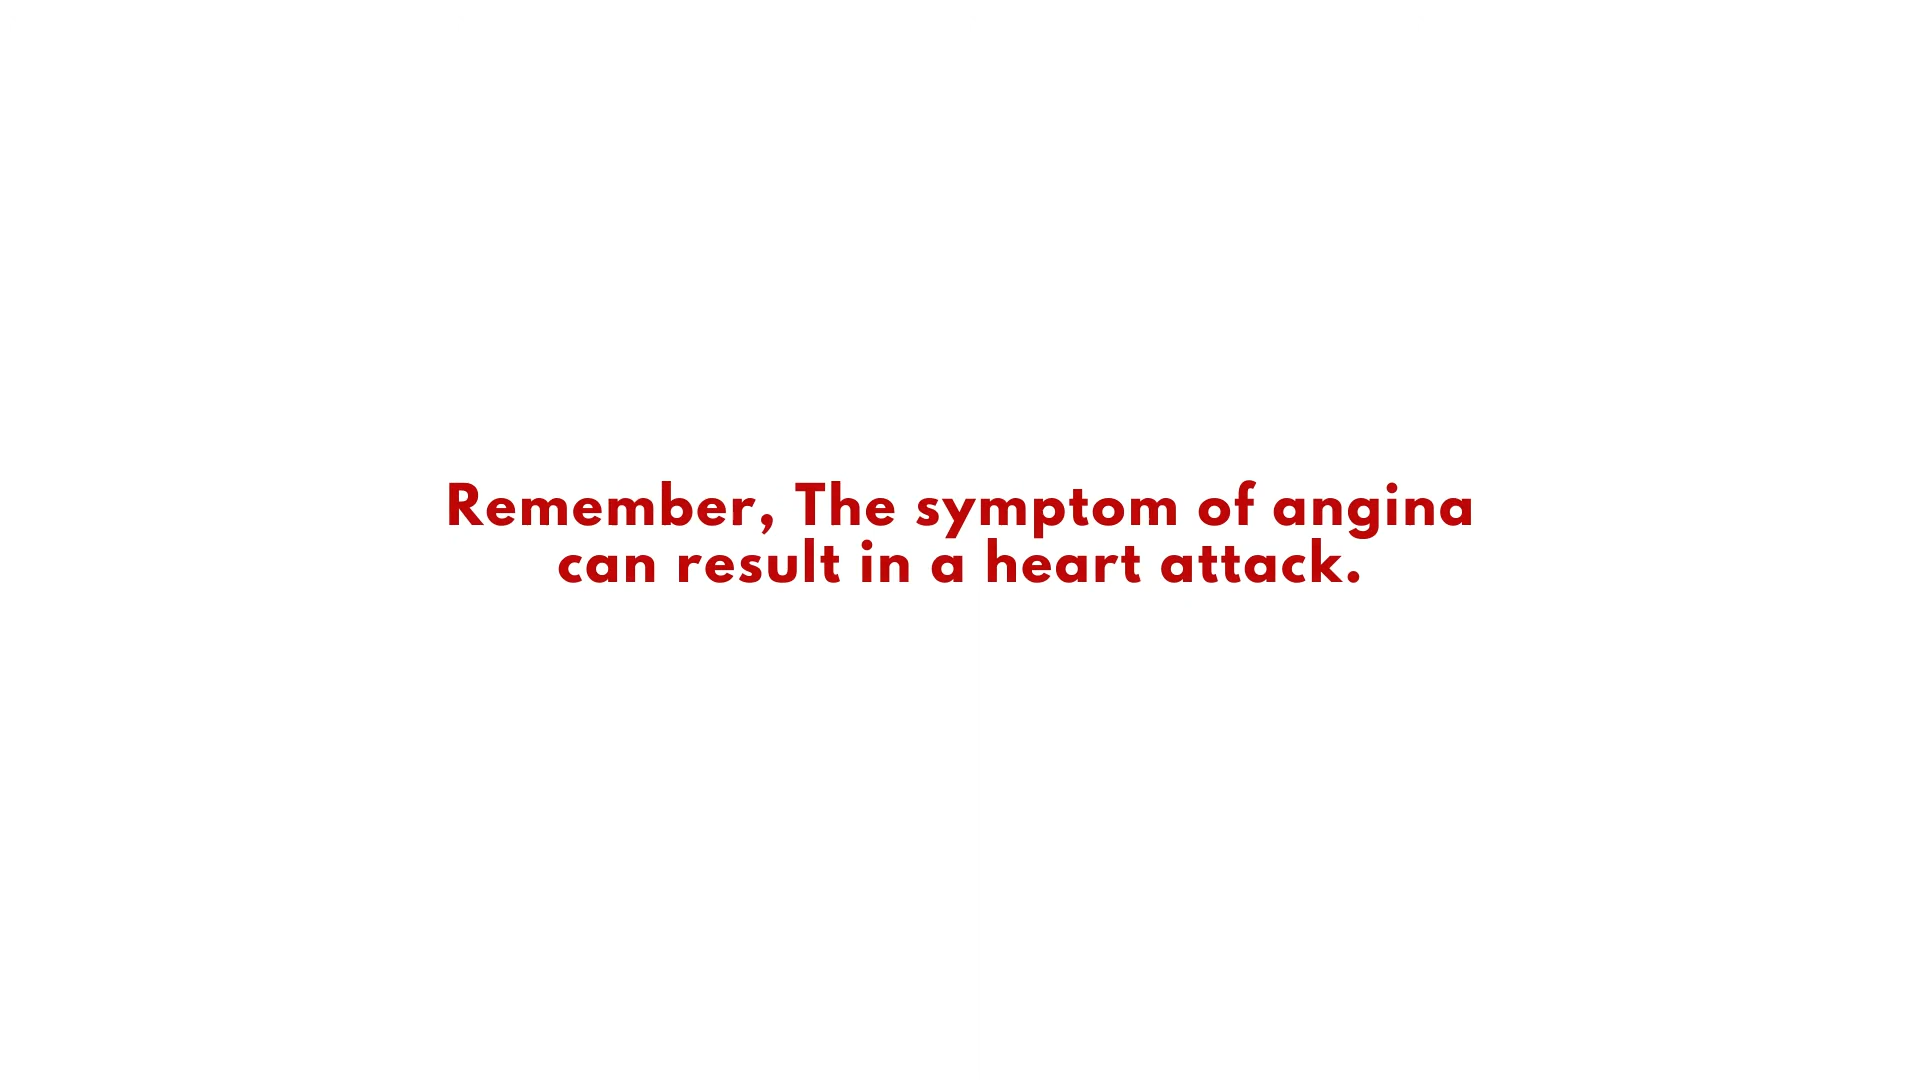 Remember, The symptom of angina
can result in a heart attack.